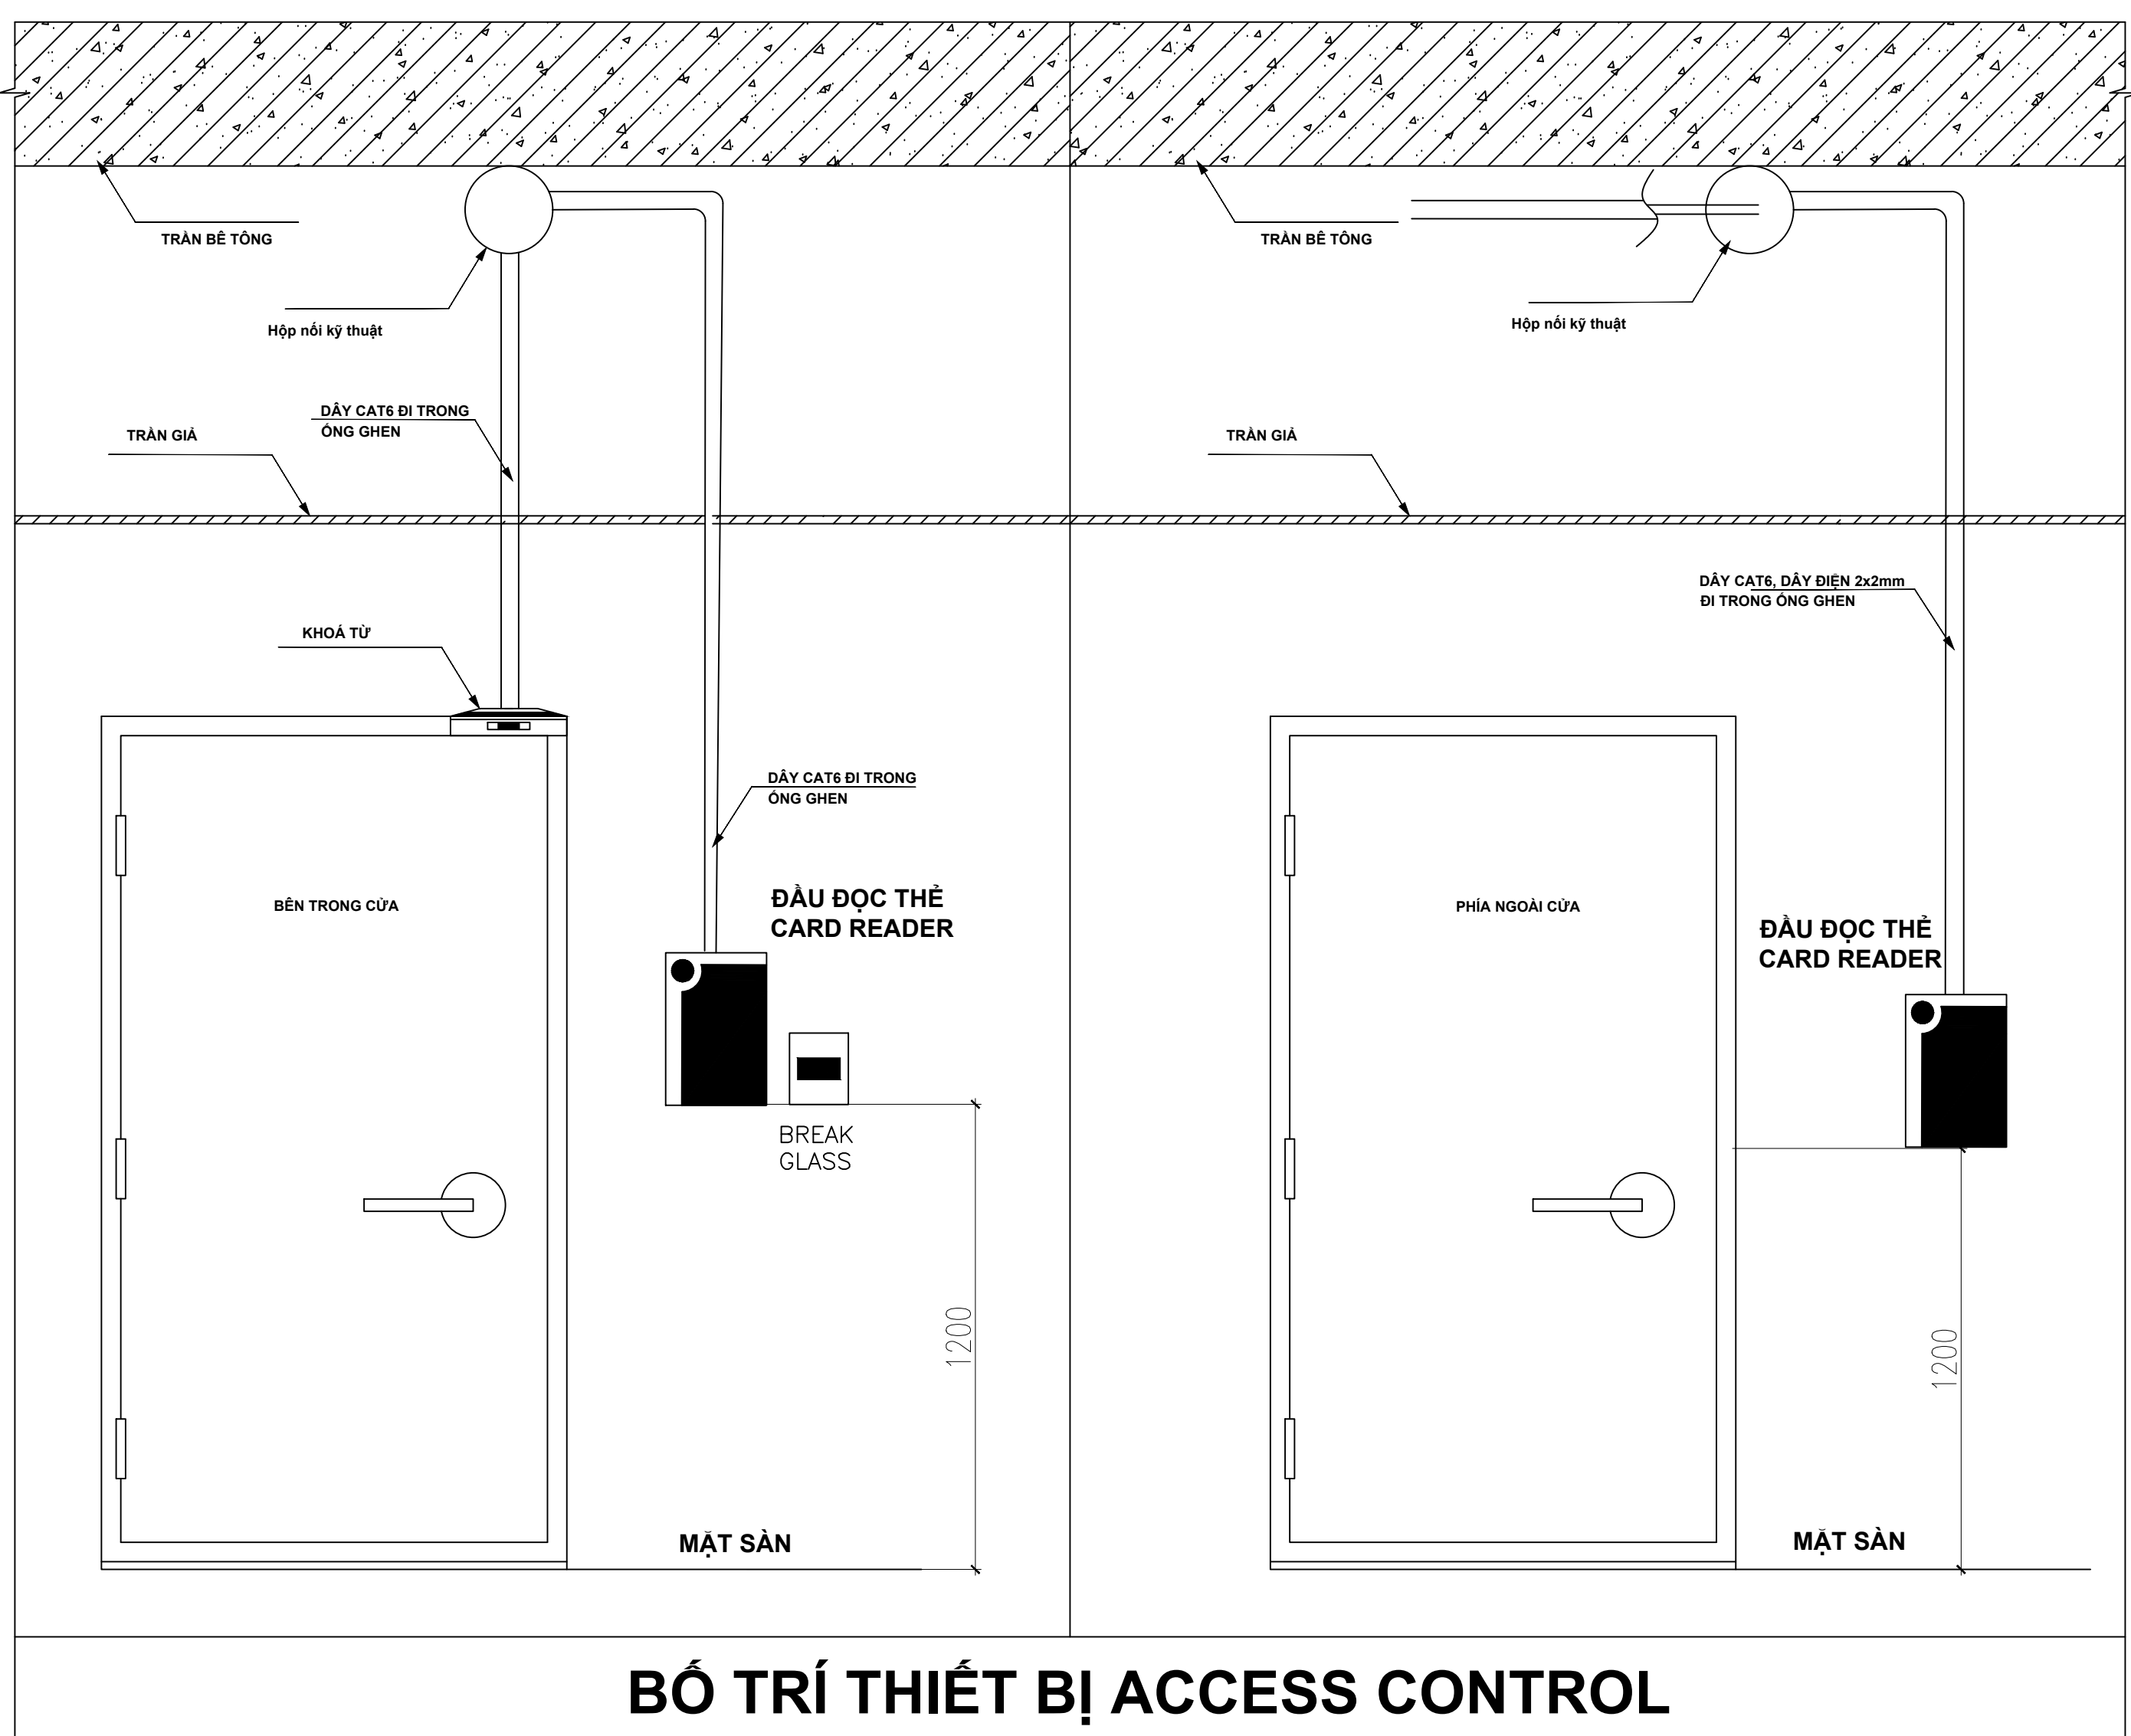 TRẦN BÊ TÔNG
Hộp nối kỹ thuật
DÂY CAT6 ĐI TRONG
ỐNG GHEN
TRẦN GIẢ
KHOÁ TỪ
DÂY CAT6 ĐI TRONG
ỐNG GHEN
BÊN TRONG CỬA
ĐẦU ĐỌC THẺ
CARD READER
BREAK
GLASS
1200
MẶT SÀN
TRẦN BÊ TÔNG
Hộp nối kỹ thuật
TRẦN GIẢ
DÂY CAT6, DÂY ĐIỆN 2x2mm
ĐI TRONG ỐNG GHEN
PHÍA NGOÀI CỬA
ĐẦU ĐỌC THẺ
CARD READER
1200
MẶT SÀN
BỐ TRÍ THIẾT BỊ ACCESS CONTROL